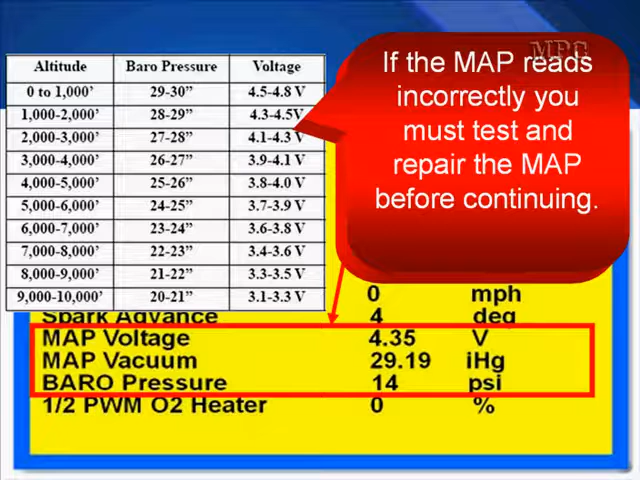 MPC
If the MAP reads
incorrectly you
must test and
repair the MAP
before continuing.
Altitude Baro Pressure Voltage
0 to 1,000’ 29-30” 4.5-4.8 V
1,000-2,000’ 28-29” 4.3-4.5V
2,000-3,000’ 27-28” 4.1-4.3 V
3,000-4,000’ 26-27” 3.9-4.1 V
4,000-5,000’ 25-26” 3.8-4.0 V
5,000-6,000’ 24-25” 3.7-3.9 V
6,000-7,000’ 23-24” 3.6-3.8 V
7,000-8,000’ 22-23” 3.4-3.6 V
8,000-9,000’ 21-22” 3.3-3.5 V
9,000-10,000’ 20-21” 3.1-3.3 V
0 mph
Spark Advance 4 deg
MAP Voltage 4.35 V
MAP Vacuum 29.19 iHg
BARO Pressure 14 psi
1/2 PWM O2 Heater 0 %